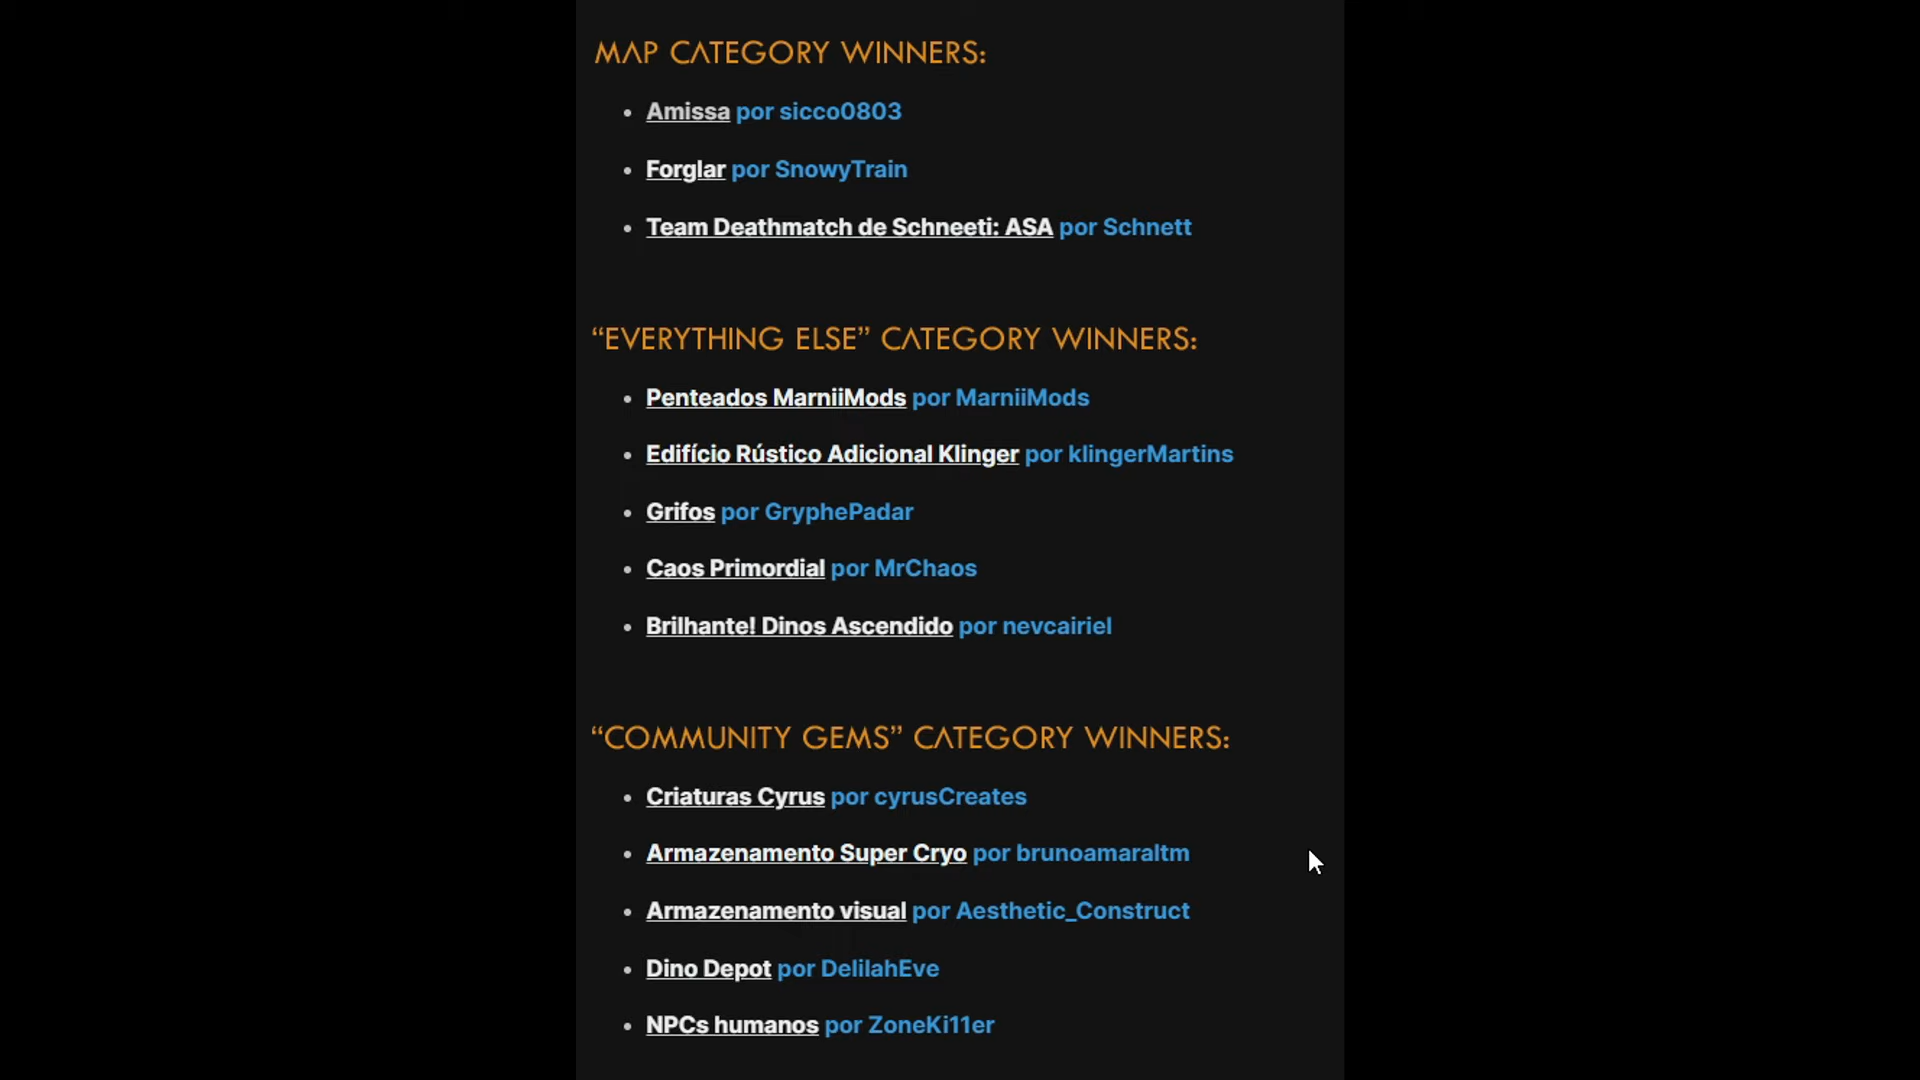 MAP CATEGORY WINNERS:
Amissa por sicco0803
Forglar por SnowyTrain
Team Deathmatch de Schneeti: ASA por Schnett
“EVERYTHING ELSE” CATEGORY WINNERS:
Penteados MarniiMods por MarniiMods
Edifício Rústico Adicional Klinger por klingerMartins
Grifos por GryphePadar
Caos Primordial por MrChaos
Brilhante! Dinos Ascendido por nevcairiel
“COMMUNITY GEMS” CATEGORY WINNERS:
Criaturas Cyrus por cyrusCreates
Armazenamento Super Cryo por brunoamaraltm
Armazenamento visual por Aesthetic_Construct
Dino Depot por DelilahEve
NPCs humanos por ZoneKi11er